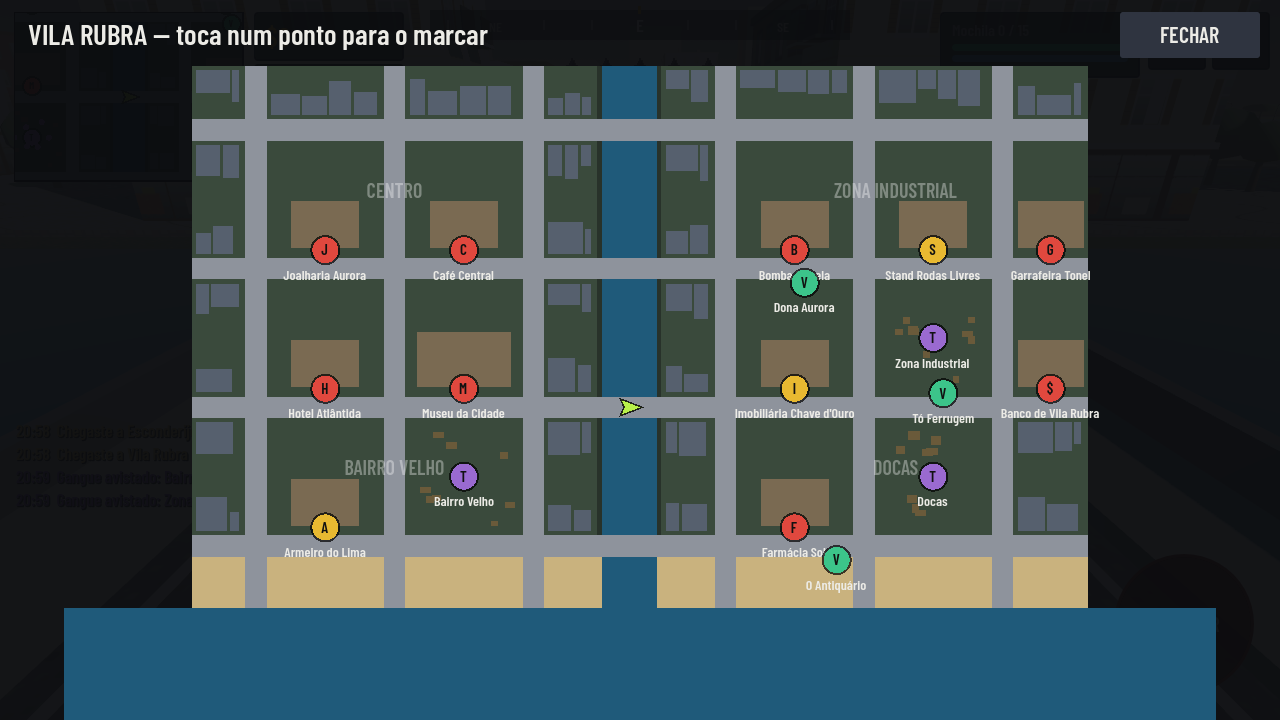 VILA RUBRA — toca num ponto para o marcar
FECHAR
CENTRO
ZONA INDUSTRIAL
J
C
B
S
G
Joalharia Aurora
Café Central
Bomba
Stand Rodas Livres
Garrafeira Tonel
V
Dona Aurora
T
Zona Industrial
H
M
I
V
$
Hotel Atlântida
Museu da Cidade
Imobiliária Chave d'Ouro
Tó Ferrugem
Banco de Vila Rubra
BAIRRO VELHO
DOCAS
T
T
Bairro Velho
Docas
A
F
Armeiro do Lima
Farmácia
V
O Antiquário